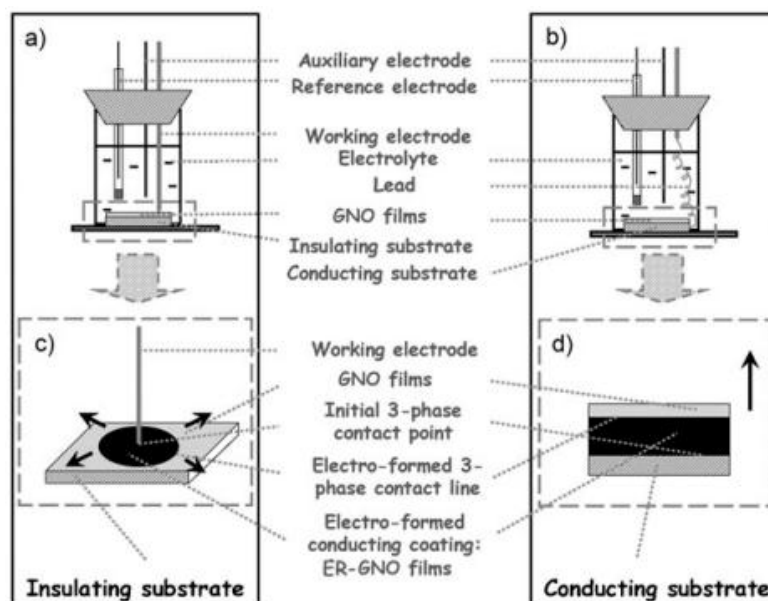 a)
b)
Auxiliary electrode
Reference electrode
Working electrode
Electrolyte
Lead
GNO films
Insulating substrate
Conducting substrate
c)
d)
Working electrode
GNO films
Initial 3-phase
contact point
Electro-formed 3-
phase contact line
Electro-formed
conducting coating:
ER-GNO films
Insulating substrate
Conducting substrate